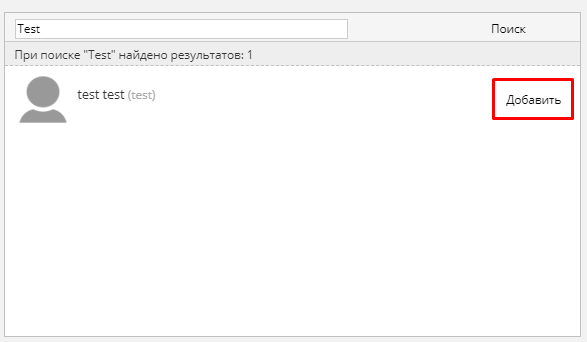 Test Поиск
При поиске "Test" найдено результатов: 1
test test (test) Добавить